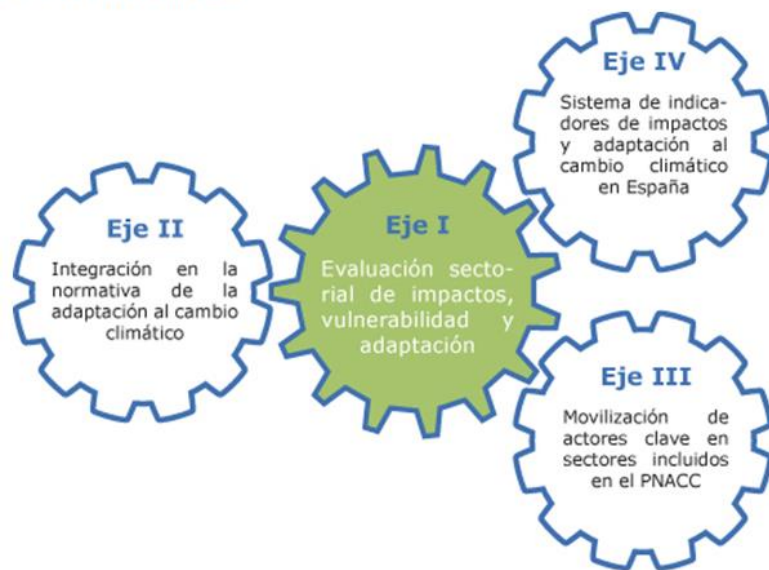 Eje IV
Sistema de indica-
dores de impactos
y adaptación al
cambio climático
en España
Eje II
Integración en la
normativa de la
adaptación al cambio
climático
Eje I
Evaluación secto-
rial de impactos,
vulnerabilidad y
adaptación
Eje III
Movilización de
actores clave en
sectores incluidos
en el PNACC